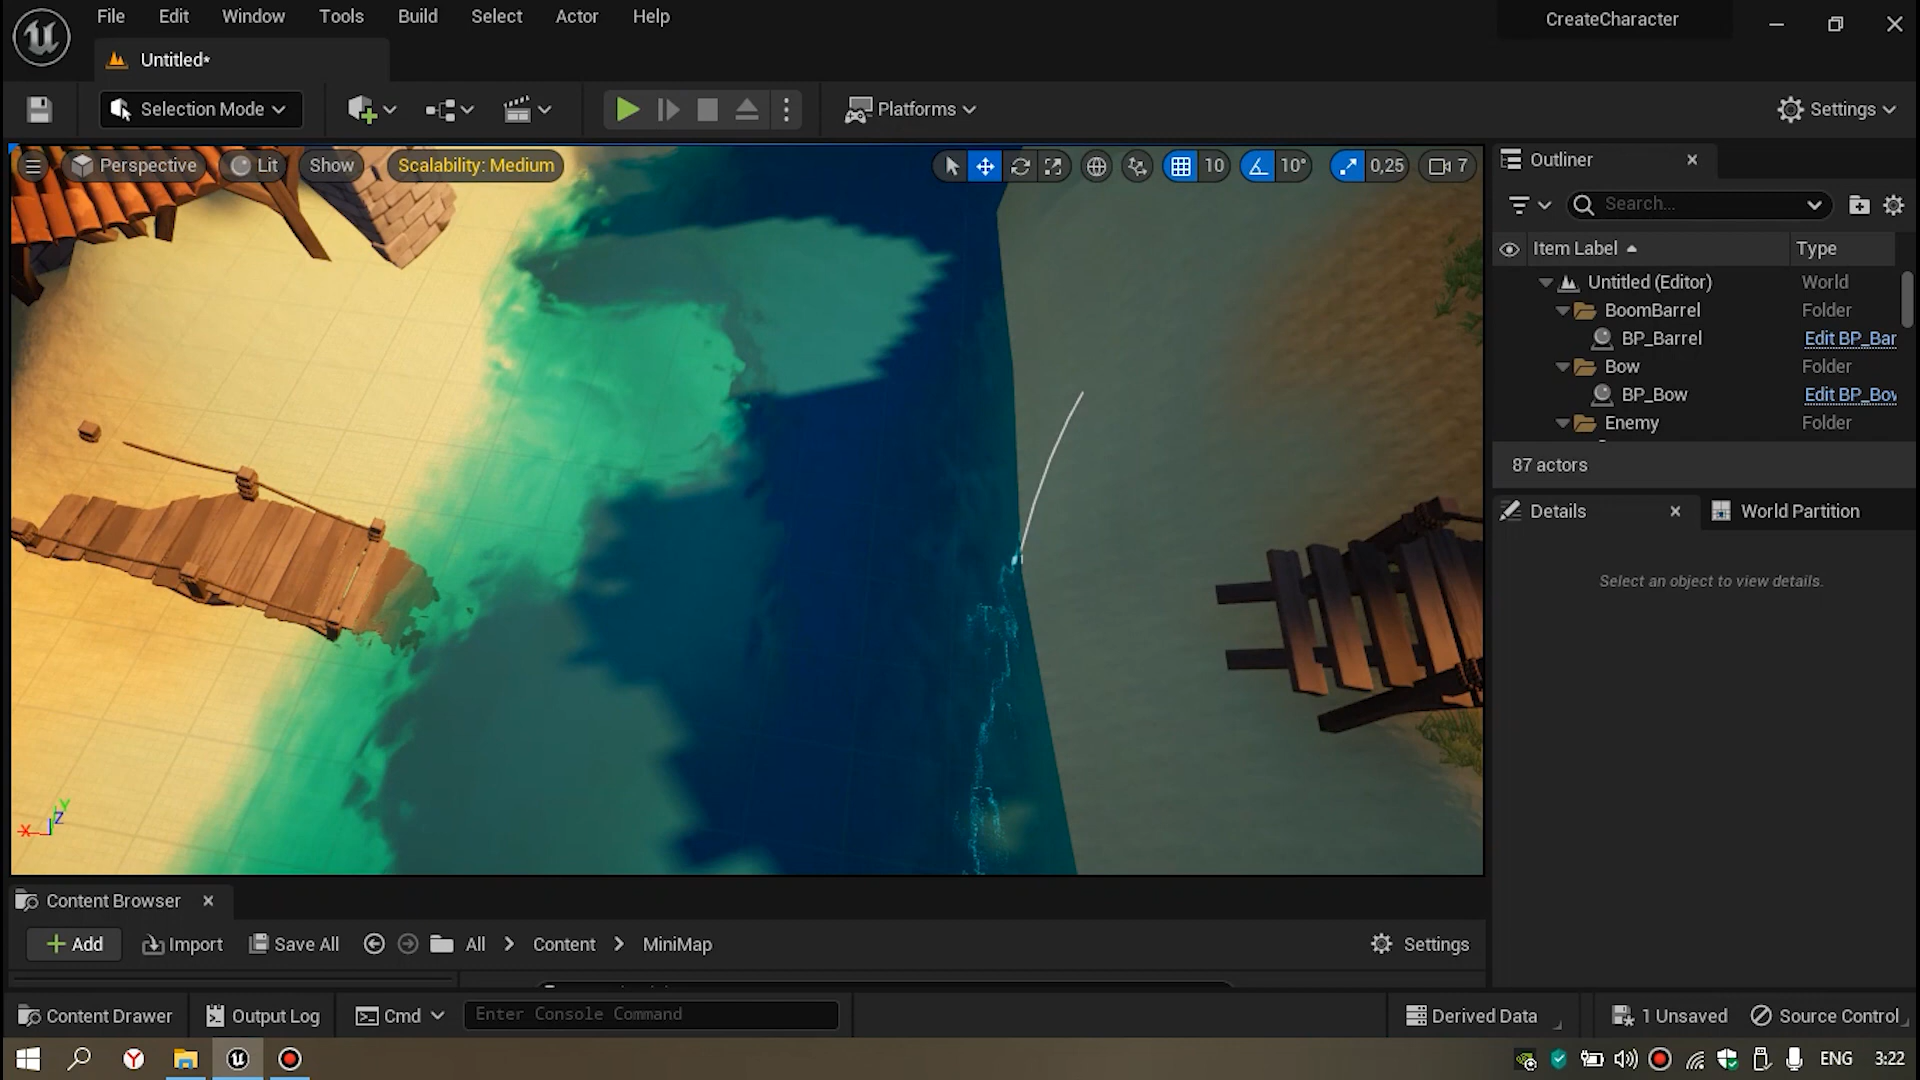 File Edit Window Tools Build Select Actor Help
CreateCharacter
Untitled*
Selection Mode
Platforms
Settings
Perspective Lit Show Scalability: Medium
10 10° 0,25 7
Outliner
Search...
Item Label Type
Untitled (Editor) World
BoomBarrel Folder
BP_Barrel Edit BP_Bar
Bow Folder
BP_Bow Edit BP_Bow
Enemy Folder
87 actors
Details World Partition
Select an object to view details.
X Y Z
Content Browser
Add Import Save All All Content MiniMap Settings
Content Drawer Output Log Cmd Enter Console Command Derived Data 1 Unsaved Source Control
ENG 3:22